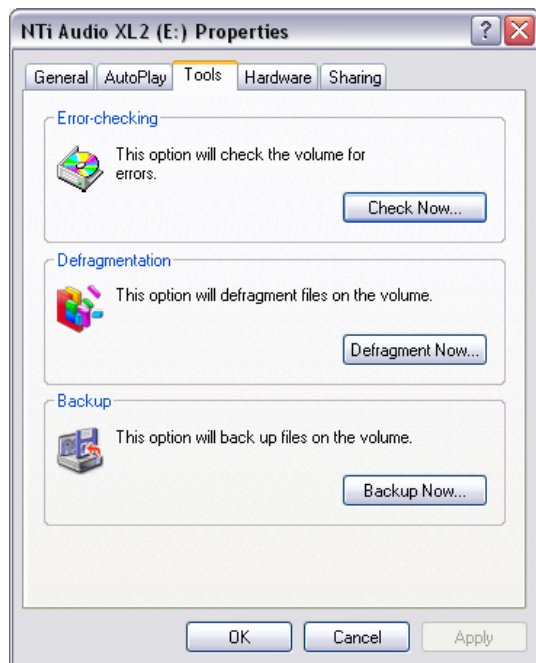 NTi Audio XL2 (E:) Properties
General AutoPlay Tools Hardware Sharing
Error-checking
This option will check the volume for
errors.
Check Now...
Defragmentation
This option will defragment files on the volume.
Defragment Now...
Backup
This option will back up files on the volume.
Backup Now...
OK Cancel Apply